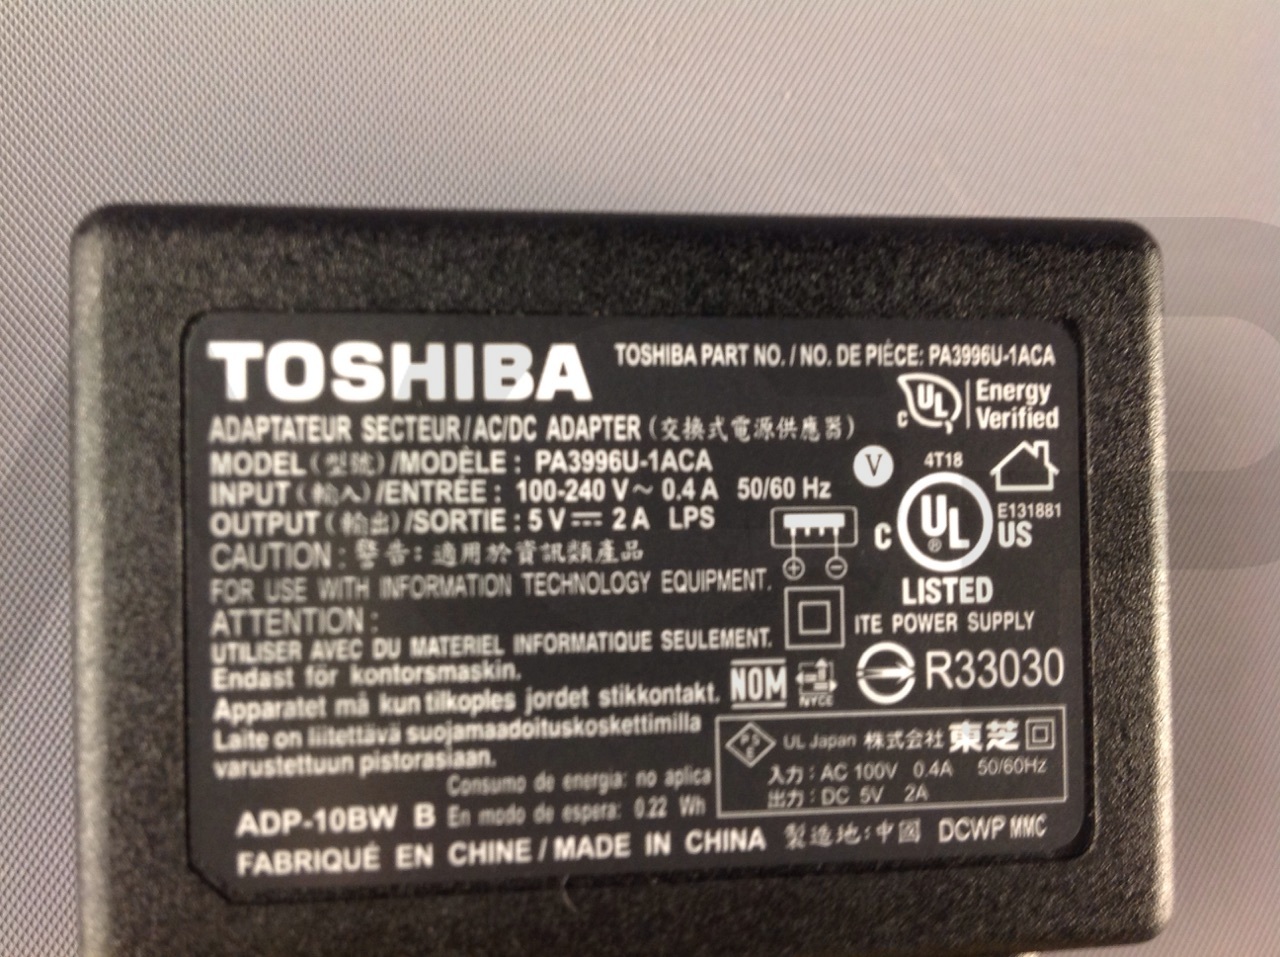 TOSHIBA
TOSHIBA PART NO. / NO. DE PIÈCE: PA3996U-1ACA
UL Energy Verified
C
ADAPTATEUR SECTEUR/AC/DC ADAPTER (交換式電源供應器)
MODEL (型號) /MODÈLE : PA3996U-1ACA
V
4T18
INPUT (輸入) /ENTRÉE : 100-240 V~ 0.4 A 50/60 Hz
OUTPUT (輸出) /SORTIE : 5 V 2 A LPS
C UL ® US
E131881
LISTED
ITE POWER SUPPLY
CAUTION : 警告: 適用於資訊類產品
FOR USE WITH INFORMATION TECHNOLOGY EQUIPMENT.
ATTENTION :
UTILISER AVEC DU MATERIEL INFORMATIQUE SEULEMENT.
Endast för kontorsmaskin.
Apparatet må kun tilkoples jordet stikkontakt.
Laite on liitettävä suojamaadoituskoskettimilla
varustettuun pistorasiaan.
NOM NYCE
R33030
PSE UL Japan 株式会社 東芝
入力 : AC 100V 0.4A 50/60Hz
出力 : DC 5V 2A
Consumo de energia: no aplica
En modo de espera: 0.22 Wh
ADP-10BW B
FABRIQUÉ EN CHINE / MADE IN CHINA 製造地:中國 DCWP MMC